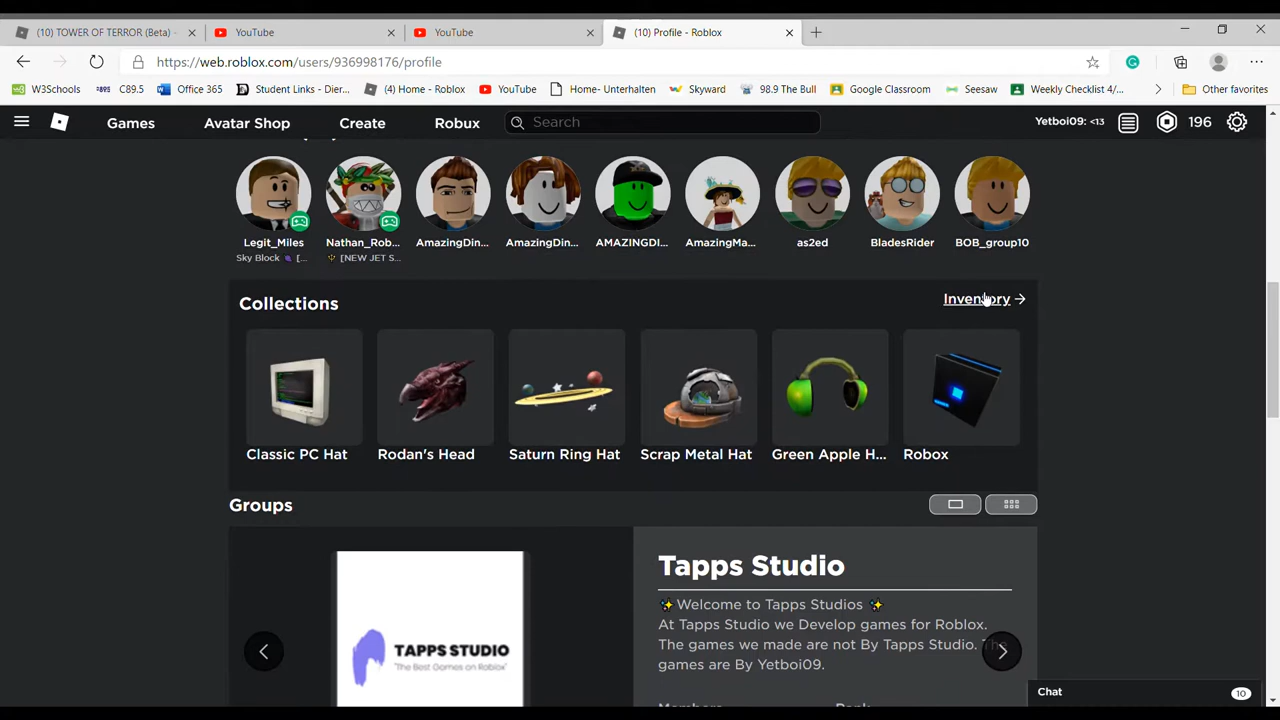 (10) TOWER OF TERROR (Beta) -
YouTube
YouTube
(10) Profile - Roblox
https://web.roblox.com/users/936998176/profile
W3Schools
C89.5
Office 365
Student Links - Dier...
(4) Home - Roblox
YouTube
Home- Unterhalten
Skyward
98.9 The Bull
Google Classroom
Seesaw
Weekly Checklist 4/...
Other favorites
Games
Avatar Shop
Create
Robux
Search
Yetboi09: <13
196
Legit_Miles
Nathan_Rob...
AmazingDin...
AmazingDin...
AMAZINGDI...
AmazingMa...
as2ed
BladesRider
BOB_group10
Sky Block [...
[NEW JET S...
Collections
Inventory
Classic PC Hat
Rodan's Head
Saturn Ring Hat
Scrap Metal Hat
Green Apple H...
Robox
Groups
Tapps Studio
✨Welcome to Tapps Studios ✨
At Tapps Studio we Develop games for Roblox.
The games we made are not By Tapps Studio. The
games are By Yetboi09.
TAPPS STUDIO
"The Best Games on Roblox"
Members
Rank
Chat
10